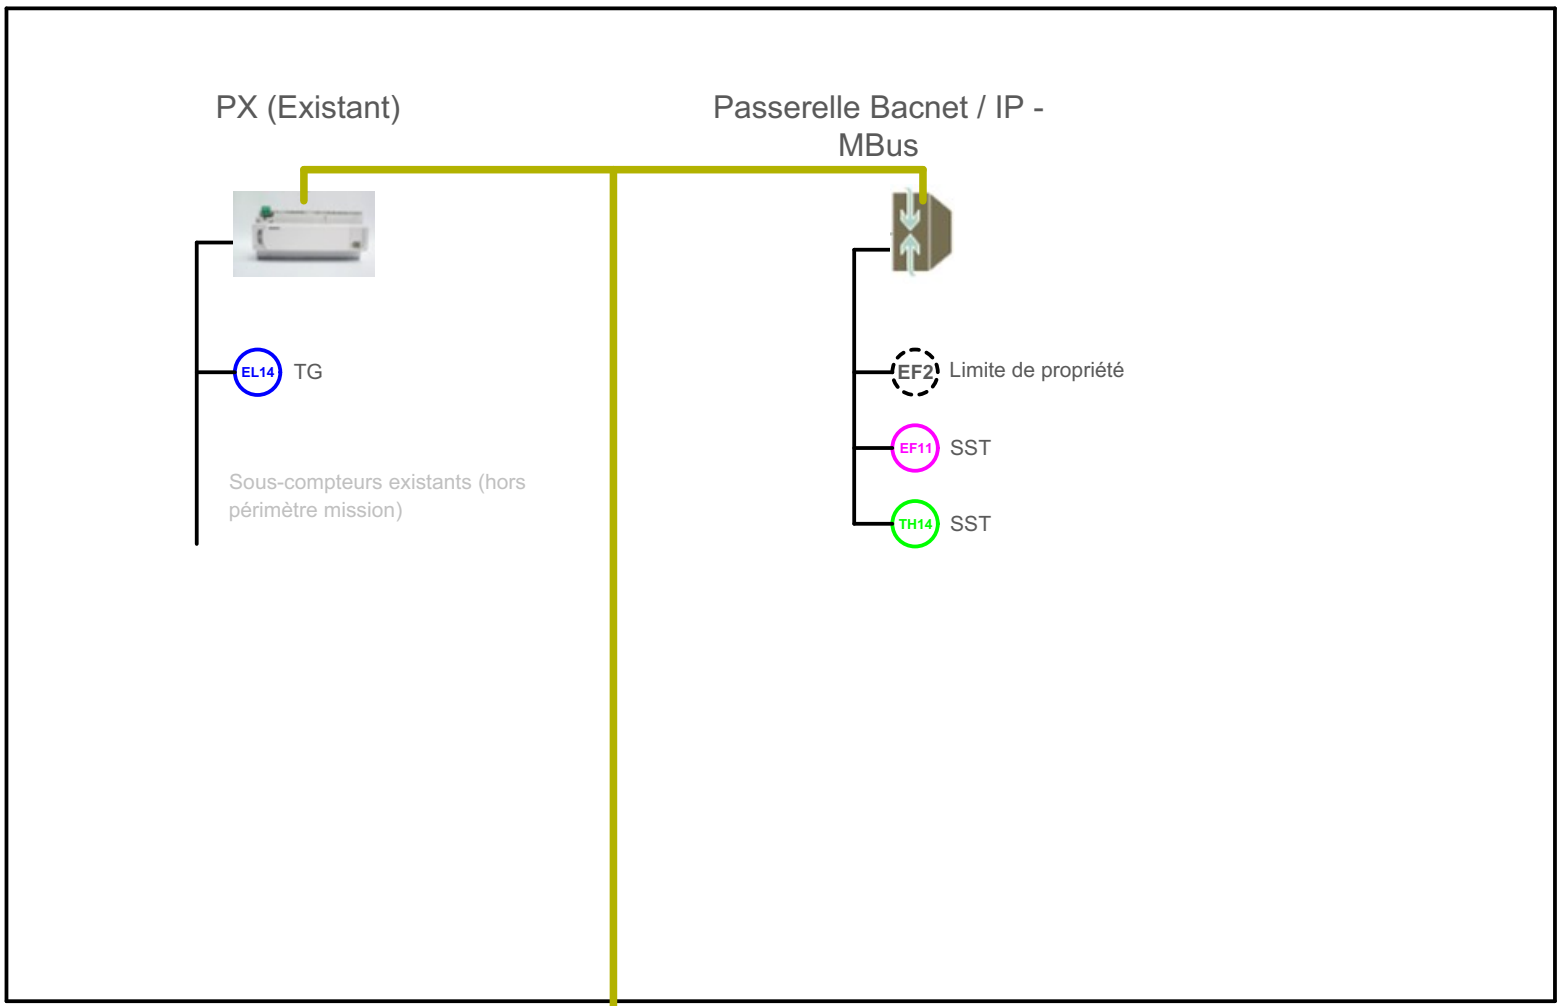 PX (Existant)
Passerelle Bacnet / IP -
MBus
EL14
TG
EF2
Limite de propriété
EF11
SST
Sous-compteurs existants (hors
périmètre mission)
TH14
SST